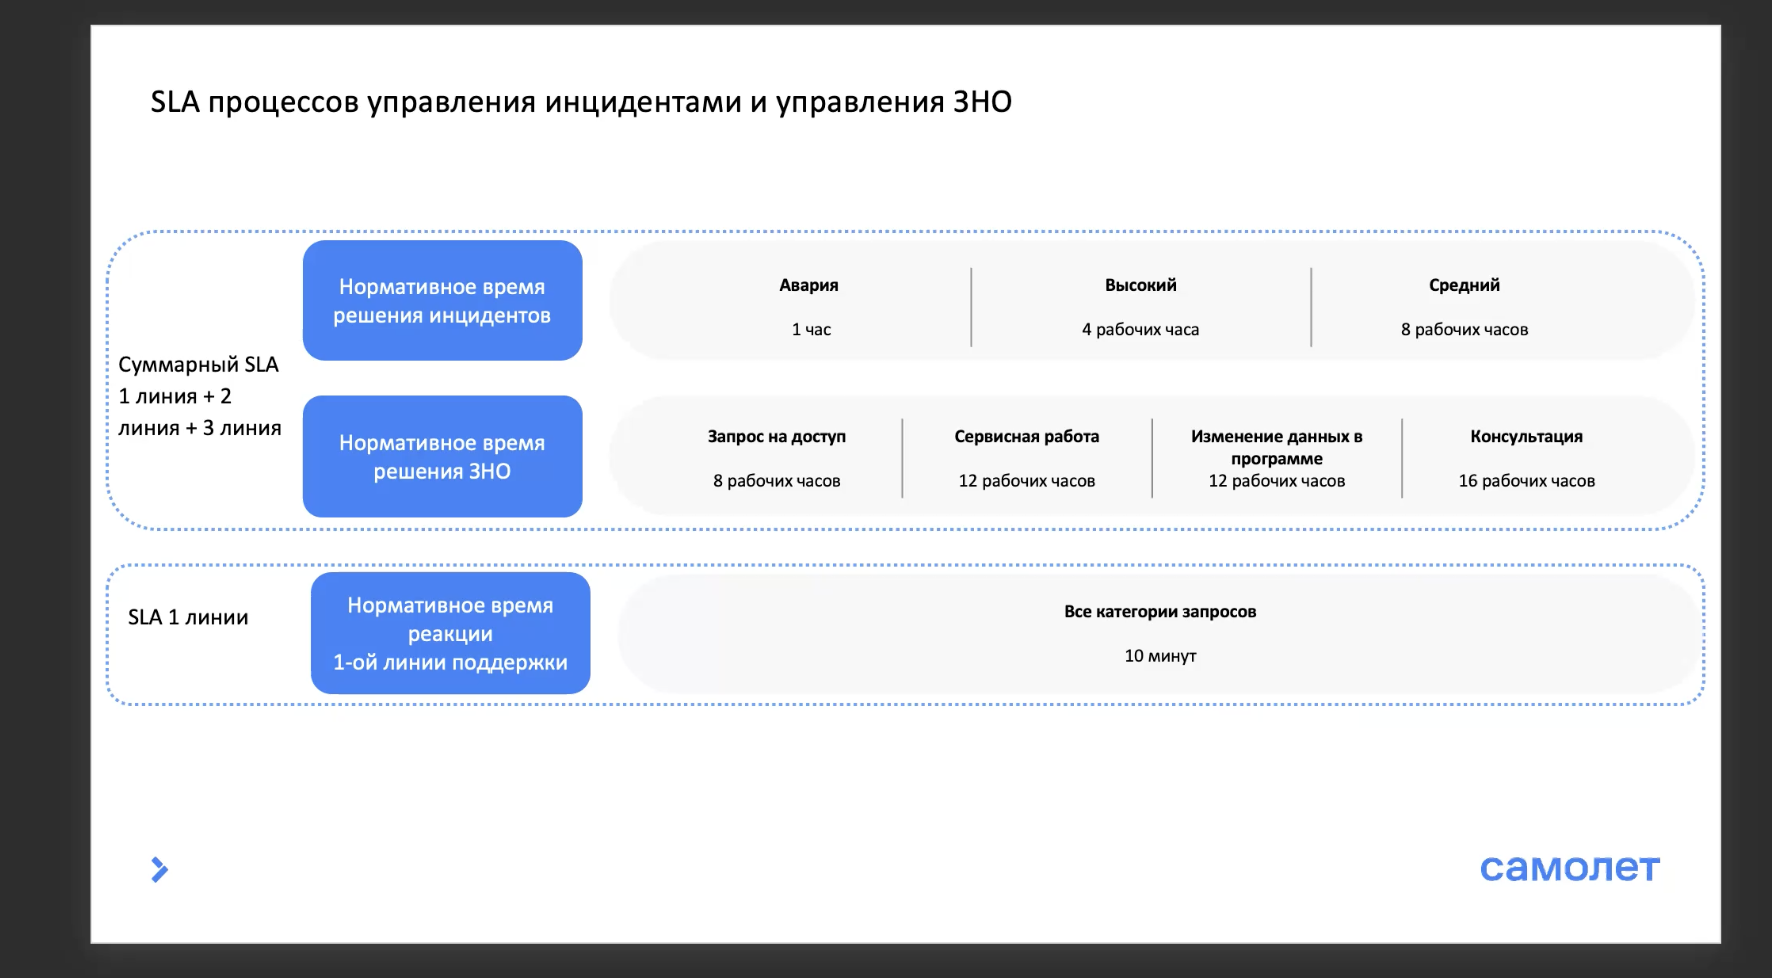 SLA процессов управления инцидентами и управления ЗНО
Суммарный SLA
1 линия + 2
линия + 3 линия
Нормативное время
решения инцидентов
Авария
1 час
Высокий
4 рабочих часа
Средний
8 рабочих часов
Нормативное время
решения ЗНО
Запрос на доступ
8 рабочих часов
Сервисная работа
12 рабочих часов
Изменение данных в
программе
12 рабочих часов
Консультация
16 рабочих часов
SLA 1 линии
Нормативное время
реакции
1-ой линии поддержки
Все категории запросов
10 минут
самолет